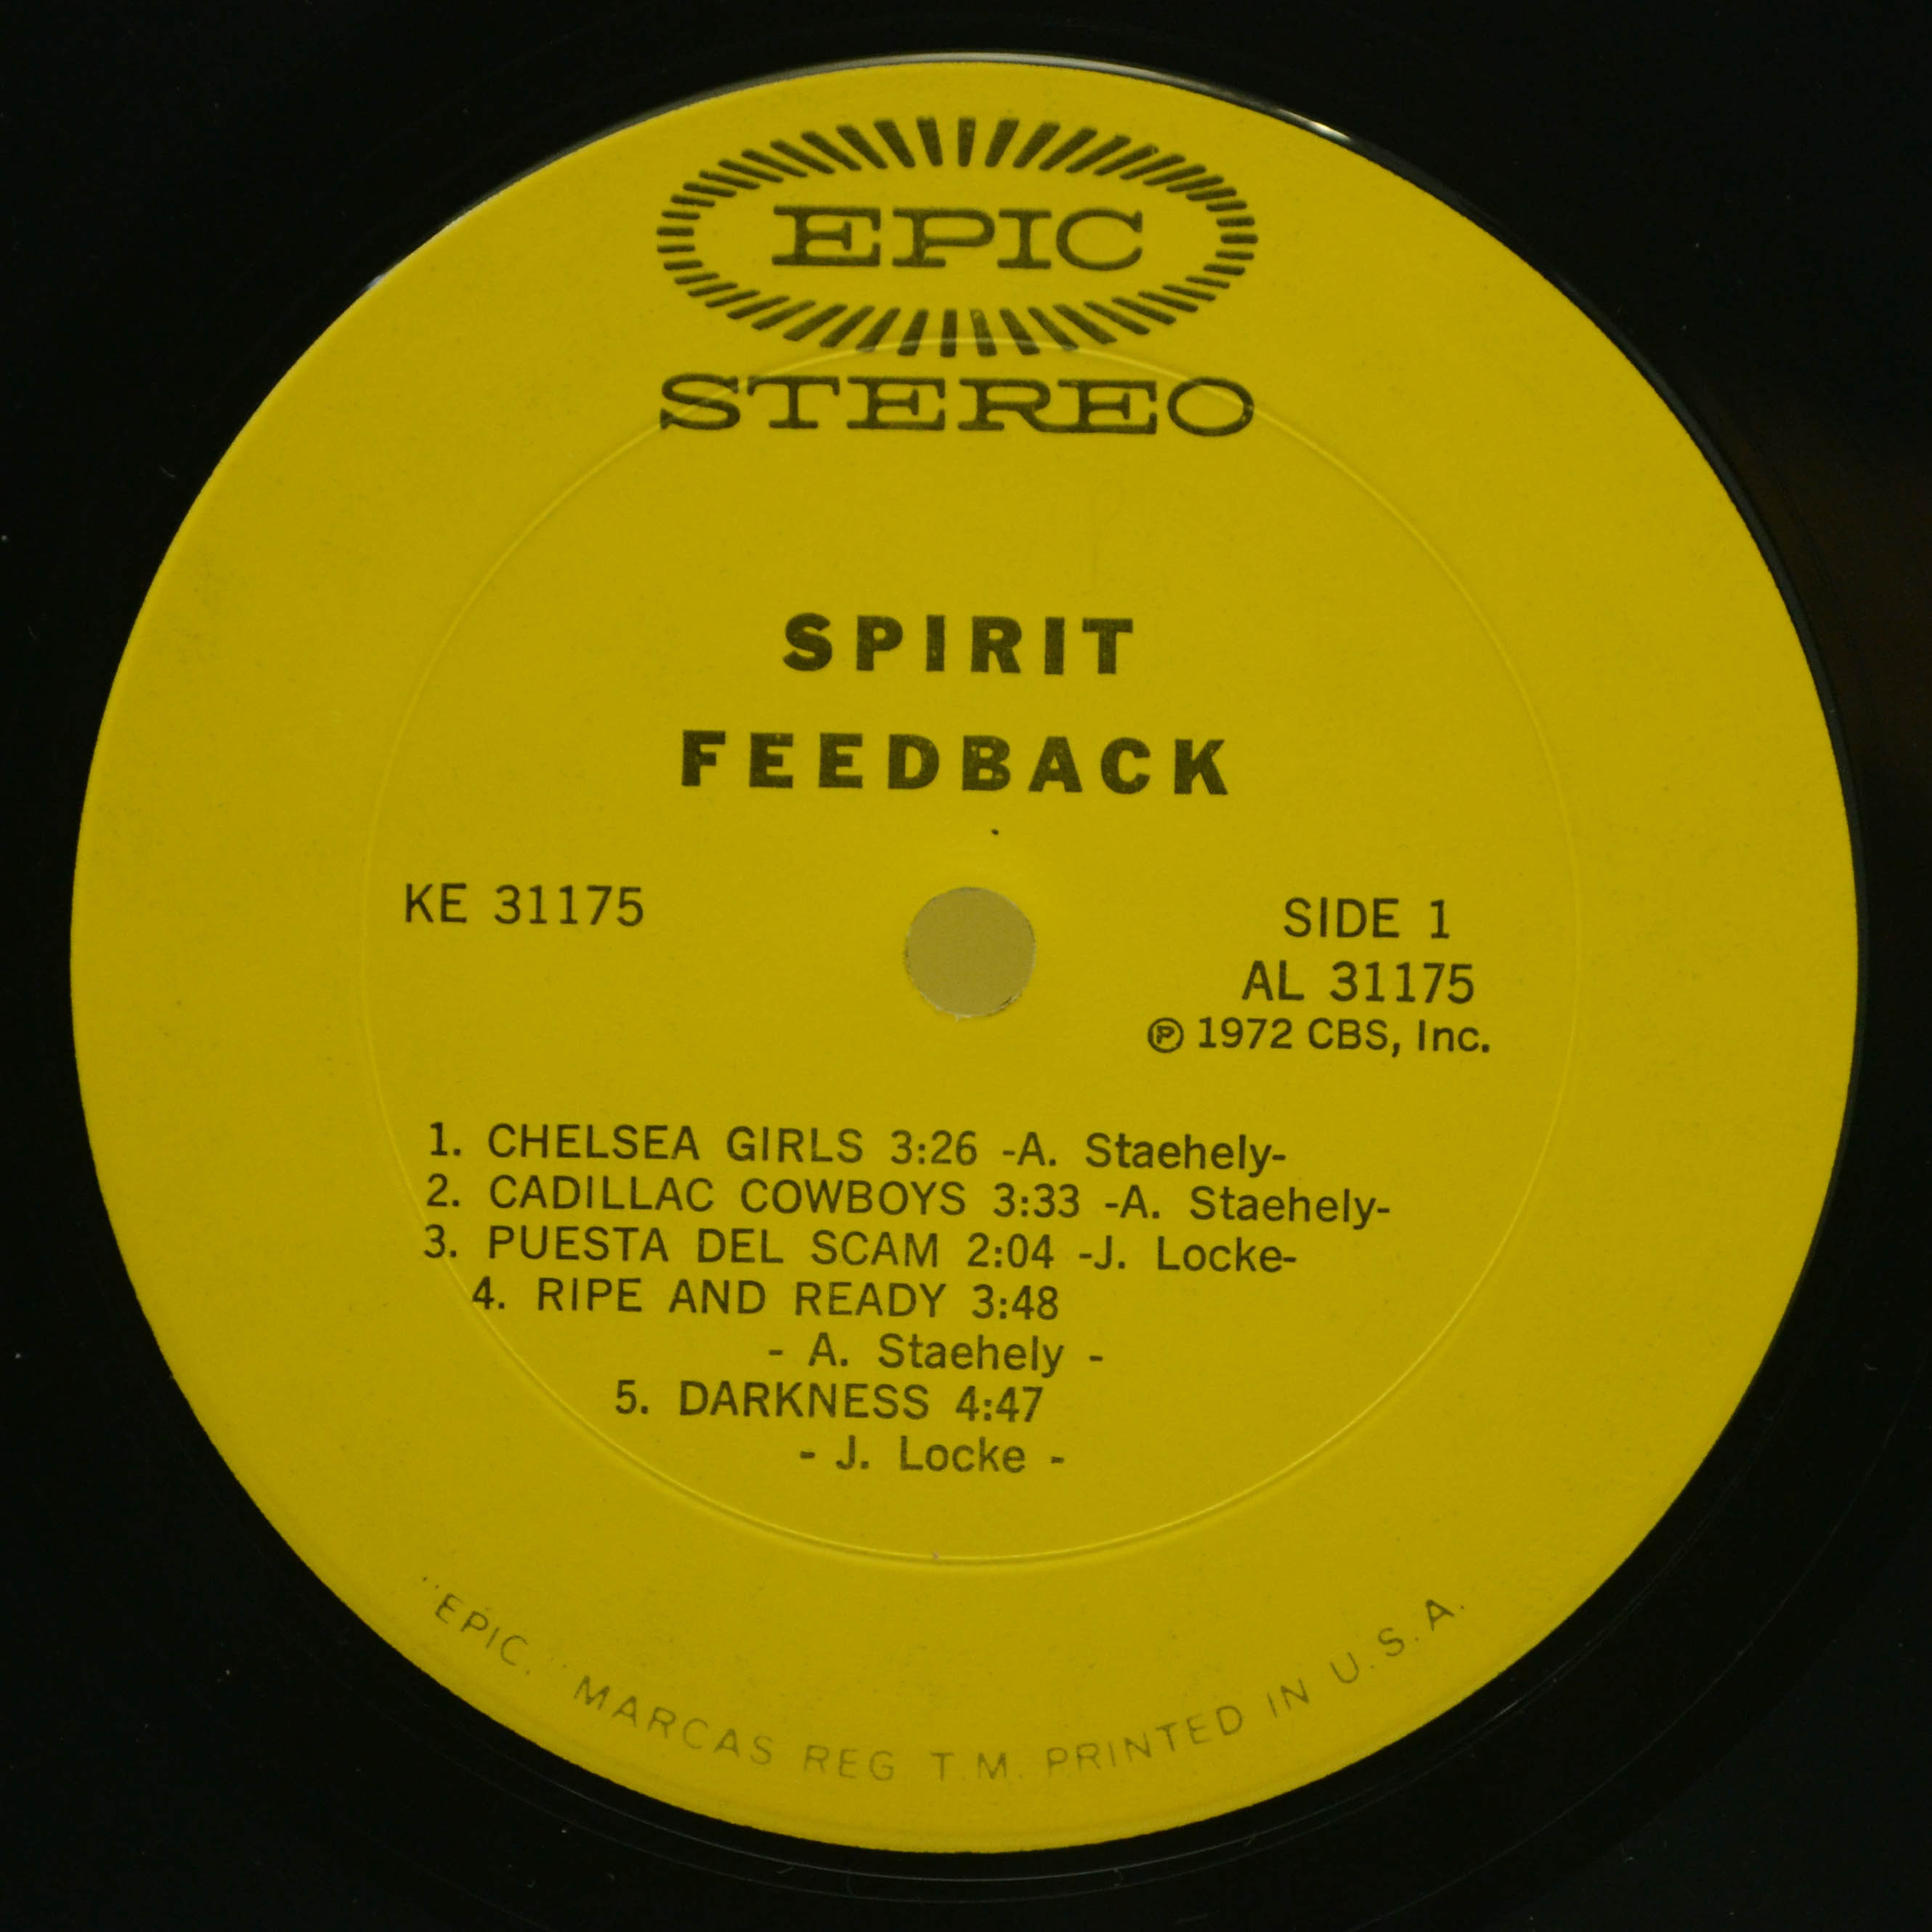 EPIC
STEREO
SPIRIT
FEEDBACK
KE 31175
SIDE 1
AL 31175
℗ 1972 CBS, Inc.
1. CHELSEA GIRLS 3:26 -A. Staehely-
2. CADILLAC COWBOYS 3:33 -A. Staehely-
3. PUESTA DEL SCAM 2:04 -J. Locke-
4. RIPE AND READY 3:48
- A. Staehely -
5. DARKNESS 4:47
- J. Locke -
"EPIC." MARCAS REG T.M. PRINTED IN U.S.A.